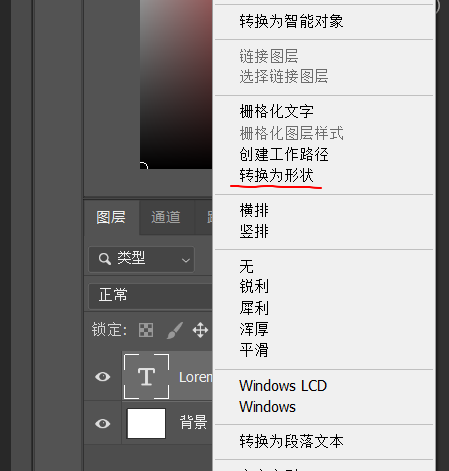 转换为智能对象
链接图层
选择链接图层
栅格化文字
栅格化图层样式
创建工作路径
转换为形状
横排
竖排
无
锐利
犀利
浑厚
平滑
Windows LCD
Windows
转换为段落文本
图层 通道
类型
正常
锁定:
T Lorem
背景